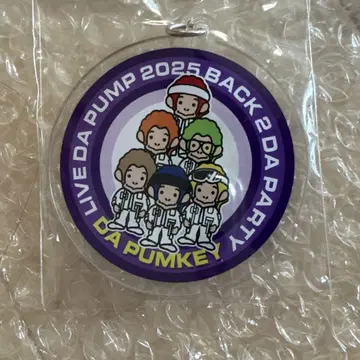 LIVE DA PUMP 2025 BACK 2 DA PARTY
DA PUMKEY